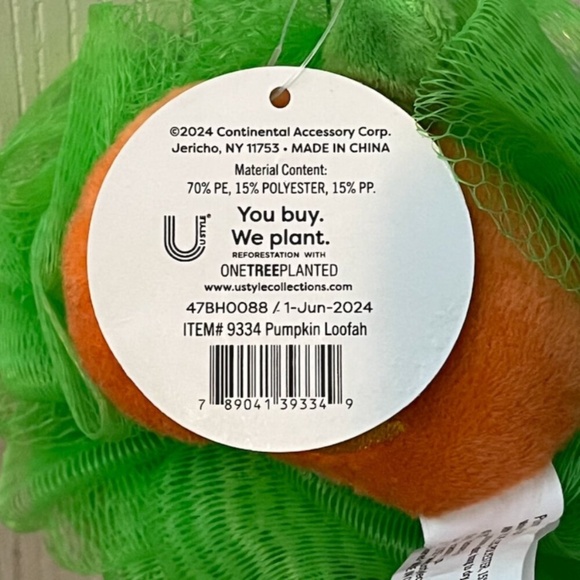 ©2024 Continental Accessory Corp.
Jericho, NY 11753 • MADE IN CHINA
Material Content:
70% PE, 15% POLYESTER, 15% PP.
U STYLE®
You buy.
We plant.
REFORESTATION WITH
ONETREEPLANTED
www.ustylecollections.com
47BH0088 / 1-Jun-2024
ITEM# 9334 Pumpkin Loofah
7 89041 39334 9